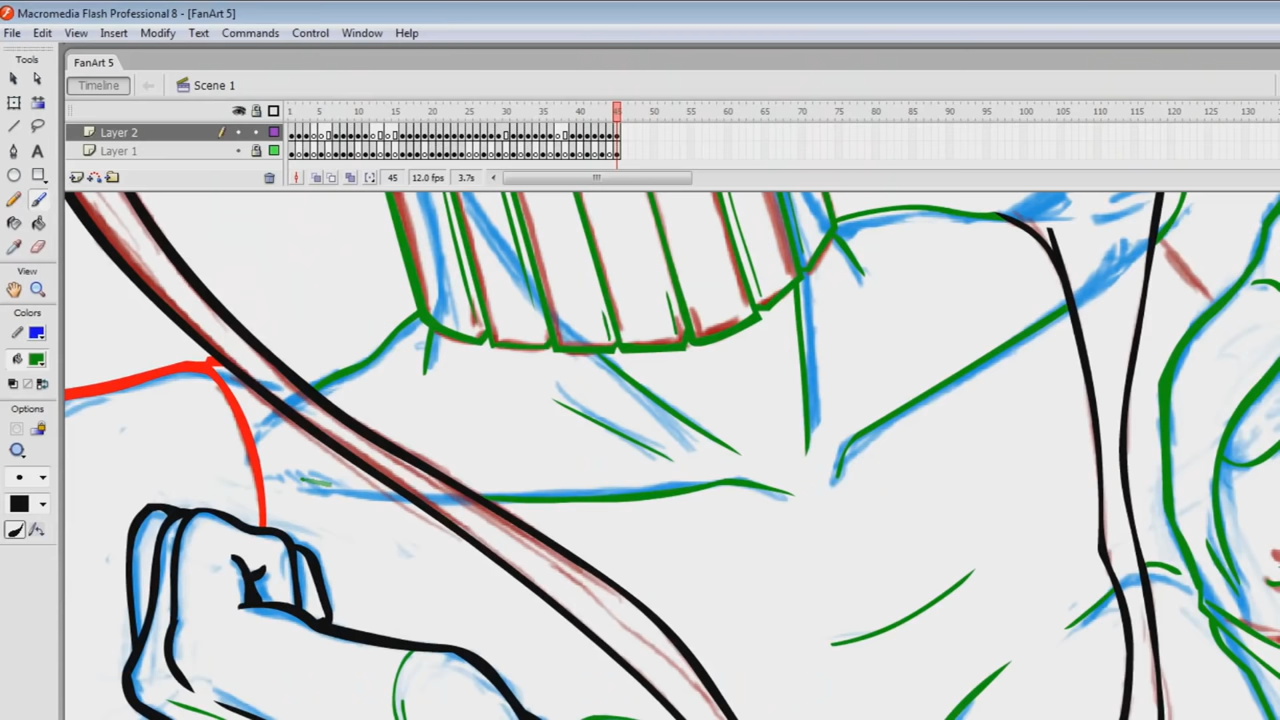 Macromedia Flash Professional 8 - [FanArt 5]
File Edit View Insert Modify Text Commands Control Window Help
Tools
FanArt 5
Timeline Scene 1
1 5 10 15 20 25 30 35 40 45 50 55 60 65 70 75 80 85 90 95 100 105 110 115 120 125 130
Layer 2
Layer 1
45 12.0 fps 3.7s
View
Colors
Options